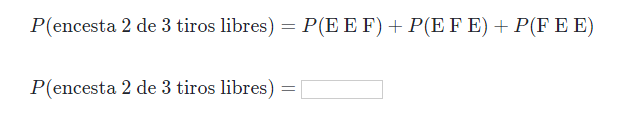 P(encesta 2 de 3 tiros libres) = P(E E F) + P(E F E) + P(F E E)
P(encesta 2 de 3 tiros libres) =